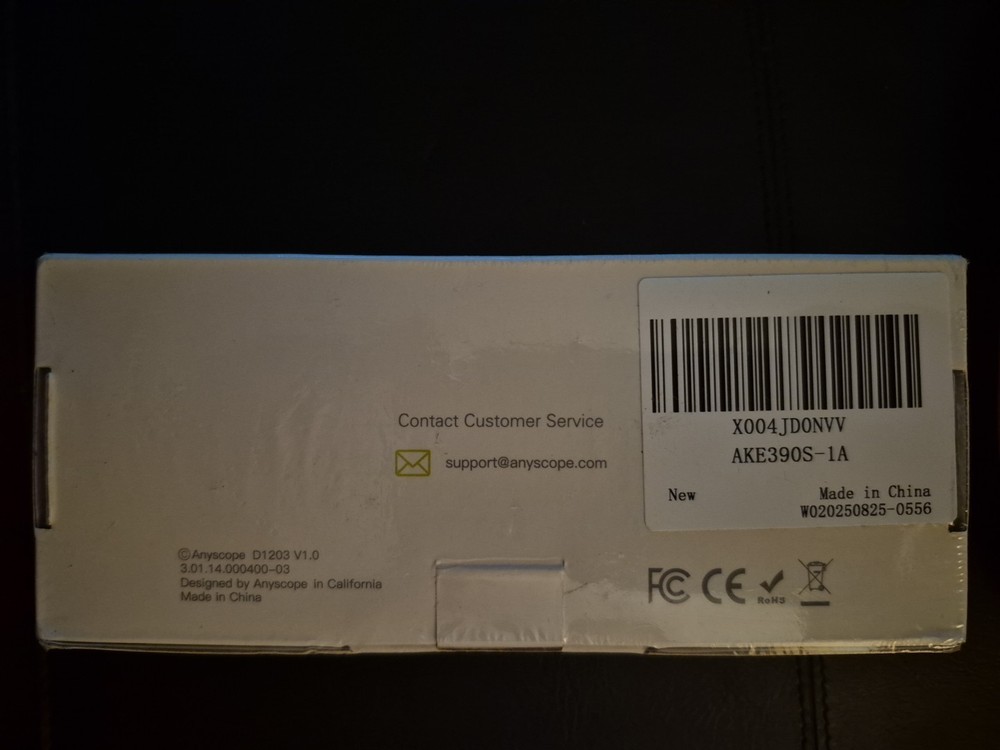 X004JD0NVV
AKE390S-1A
New
Made in China
W020250825-0556
Contact Customer Service
support@anyscope.com
©Anyscope D1203 V1.0
3.01.14.000400-03
Designed by Anyscope in California
Made in China
FC CE RoHS